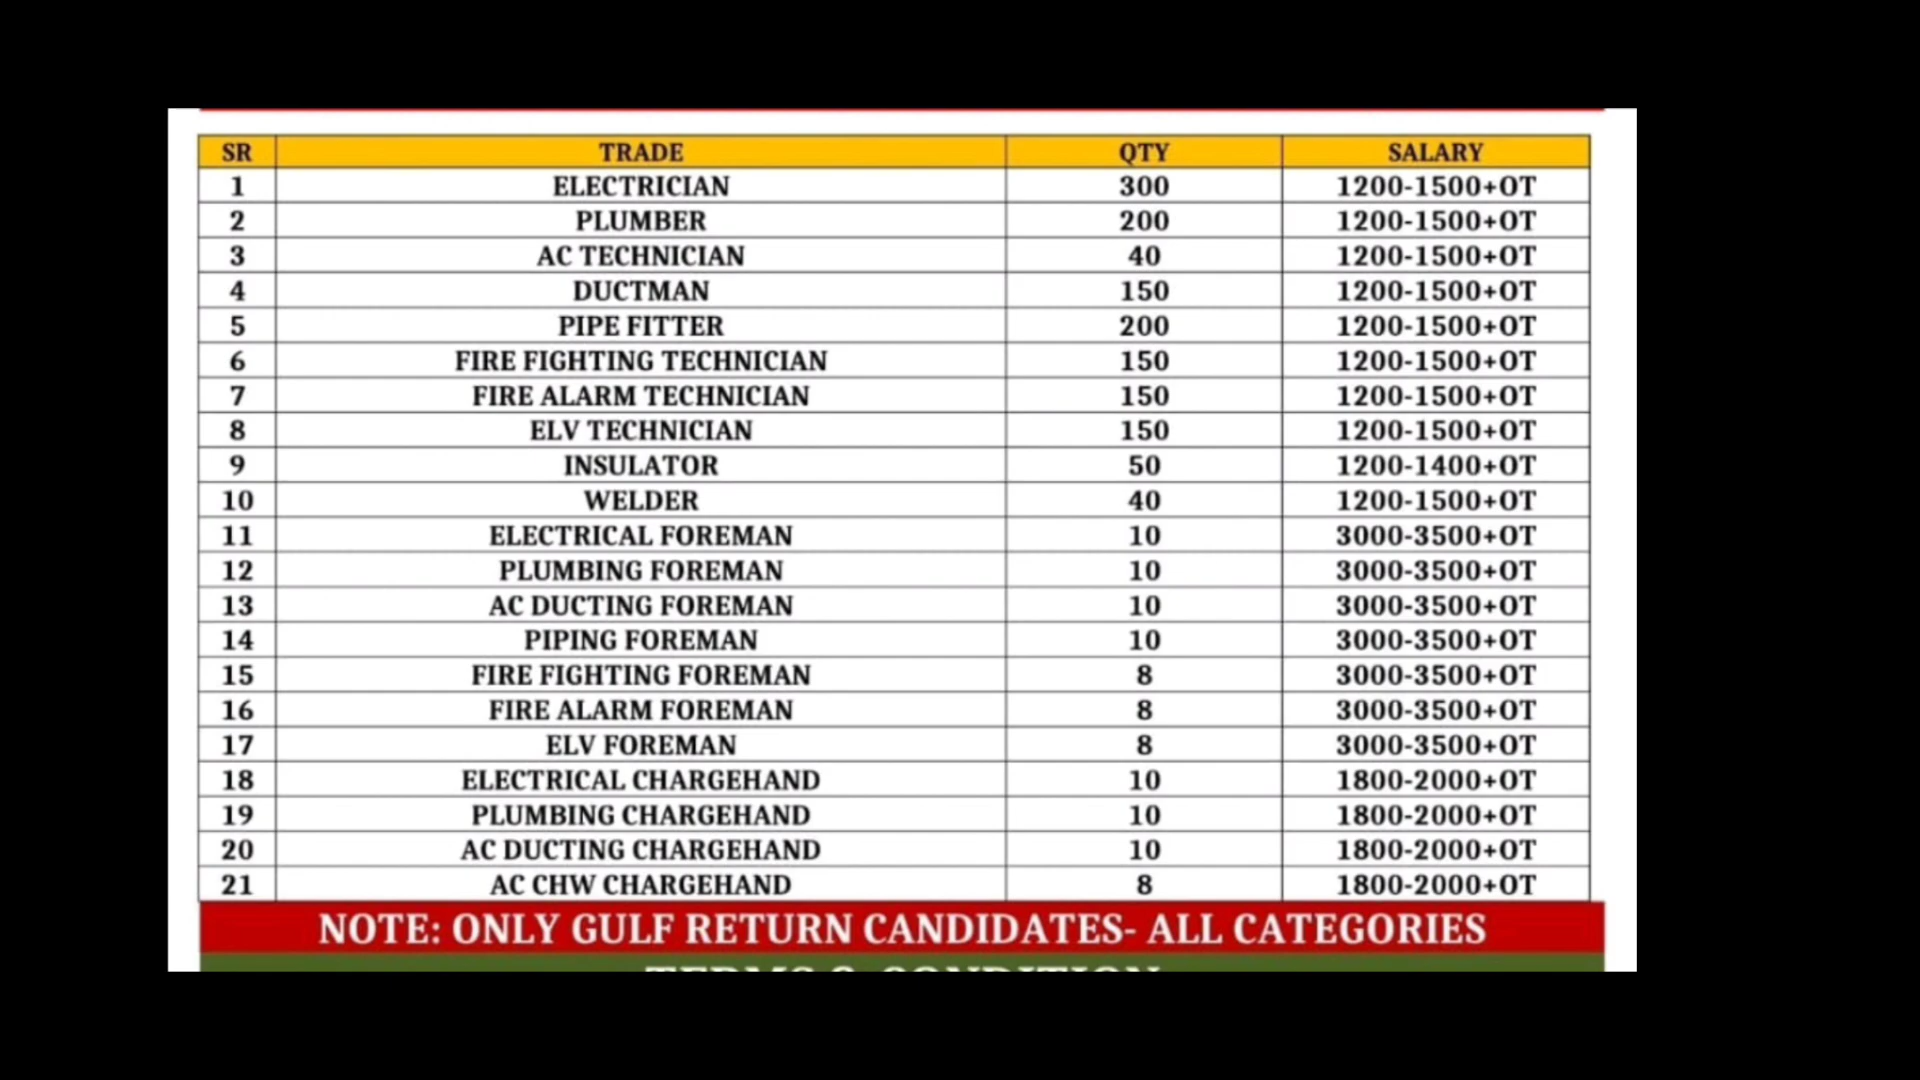 SR TRADE QTY SALARY
1 ELECTRICIAN 300 1200-1500+OT
2 PLUMBER 200 1200-1500+OT
3 AC TECHNICIAN 40 1200-1500+OT
4 DUCTMAN 150 1200-1500+OT
5 PIPE FITTER 200 1200-1500+OT
6 FIRE FIGHTING TECHNICIAN 150 1200-1500+OT
7 FIRE ALARM TECHNICIAN 150 1200-1500+OT
8 ELV TECHNICIAN 150 1200-1500+OT
9 INSULATOR 50 1200-1400+OT
10 WELDER 40 1200-1500+OT
11 ELECTRICAL FOREMAN 10 3000-3500+OT
12 PLUMBING FOREMAN 10 3000-3500+OT
13 AC DUCTING FOREMAN 10 3000-3500+OT
14 PIPING FOREMAN 10 3000-3500+OT
15 FIRE FIGHTING FOREMAN 8 3000-3500+OT
16 FIRE ALARM FOREMAN 8 3000-3500+OT
17 ELV FOREMAN 8 3000-3500+OT
18 ELECTRICAL CHARGEHAND 10 1800-2000+OT
19 PLUMBING CHARGEHAND 10 1800-2000+OT
20 AC DUCTING CHARGEHAND 10 1800-2000+OT
21 AC CHW CHARGEHAND 8 1800-2000+OT
NOTE: ONLY GULF RETURN CANDIDATES- ALL CATEGORIES
TERMS & CONDITION